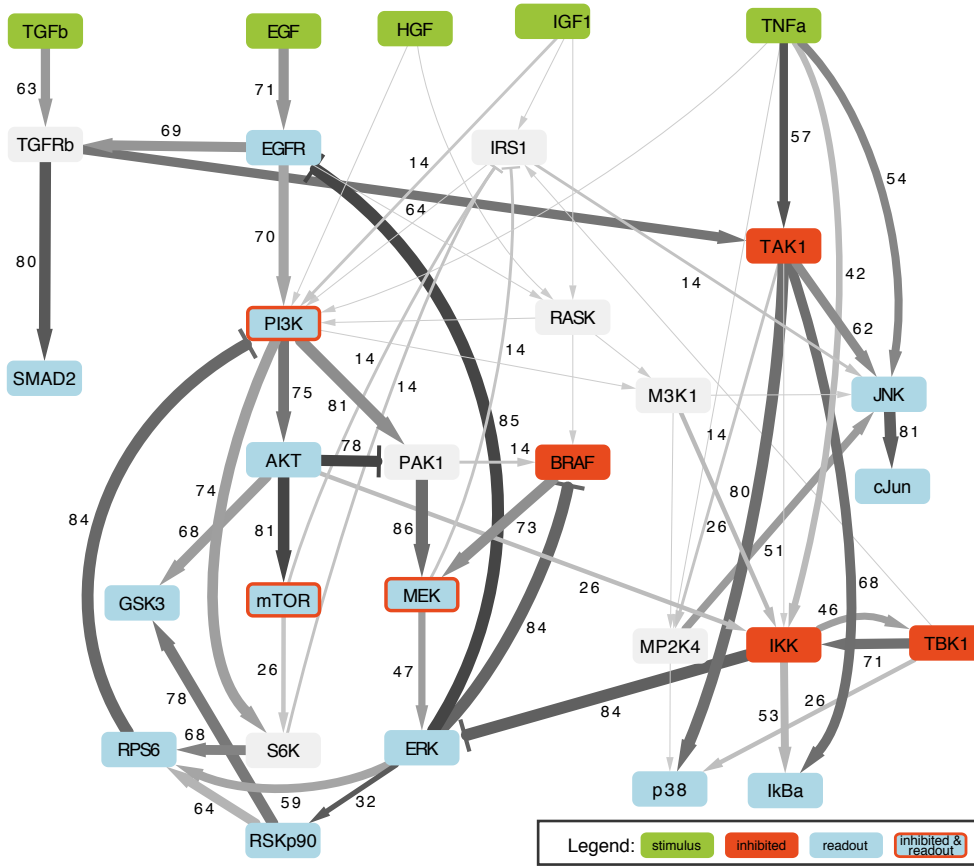 TGFb EGF HGF IGF1 TNFa
63 71
69 57
TGFRb EGFR IRS1
14 54
64
80 70 TAK1 42
14
PI3K RASK 62
SMAD2 14 14 M3K1 JNK
75 81
85 14 81
78 14
AKT PAK1 BRAF
74 80 cJun
84 68 81 86 73 26 51
GSK3 mTOR MEK 26 68
84 46
MP2K4 IKK TBK1
26 47 71
78
84 53 26
RPS6 68 S6K ERK
p38 IkBa
64 59 32
RSKp90
Legend: stimulus inhibited readout inhibited &
readout